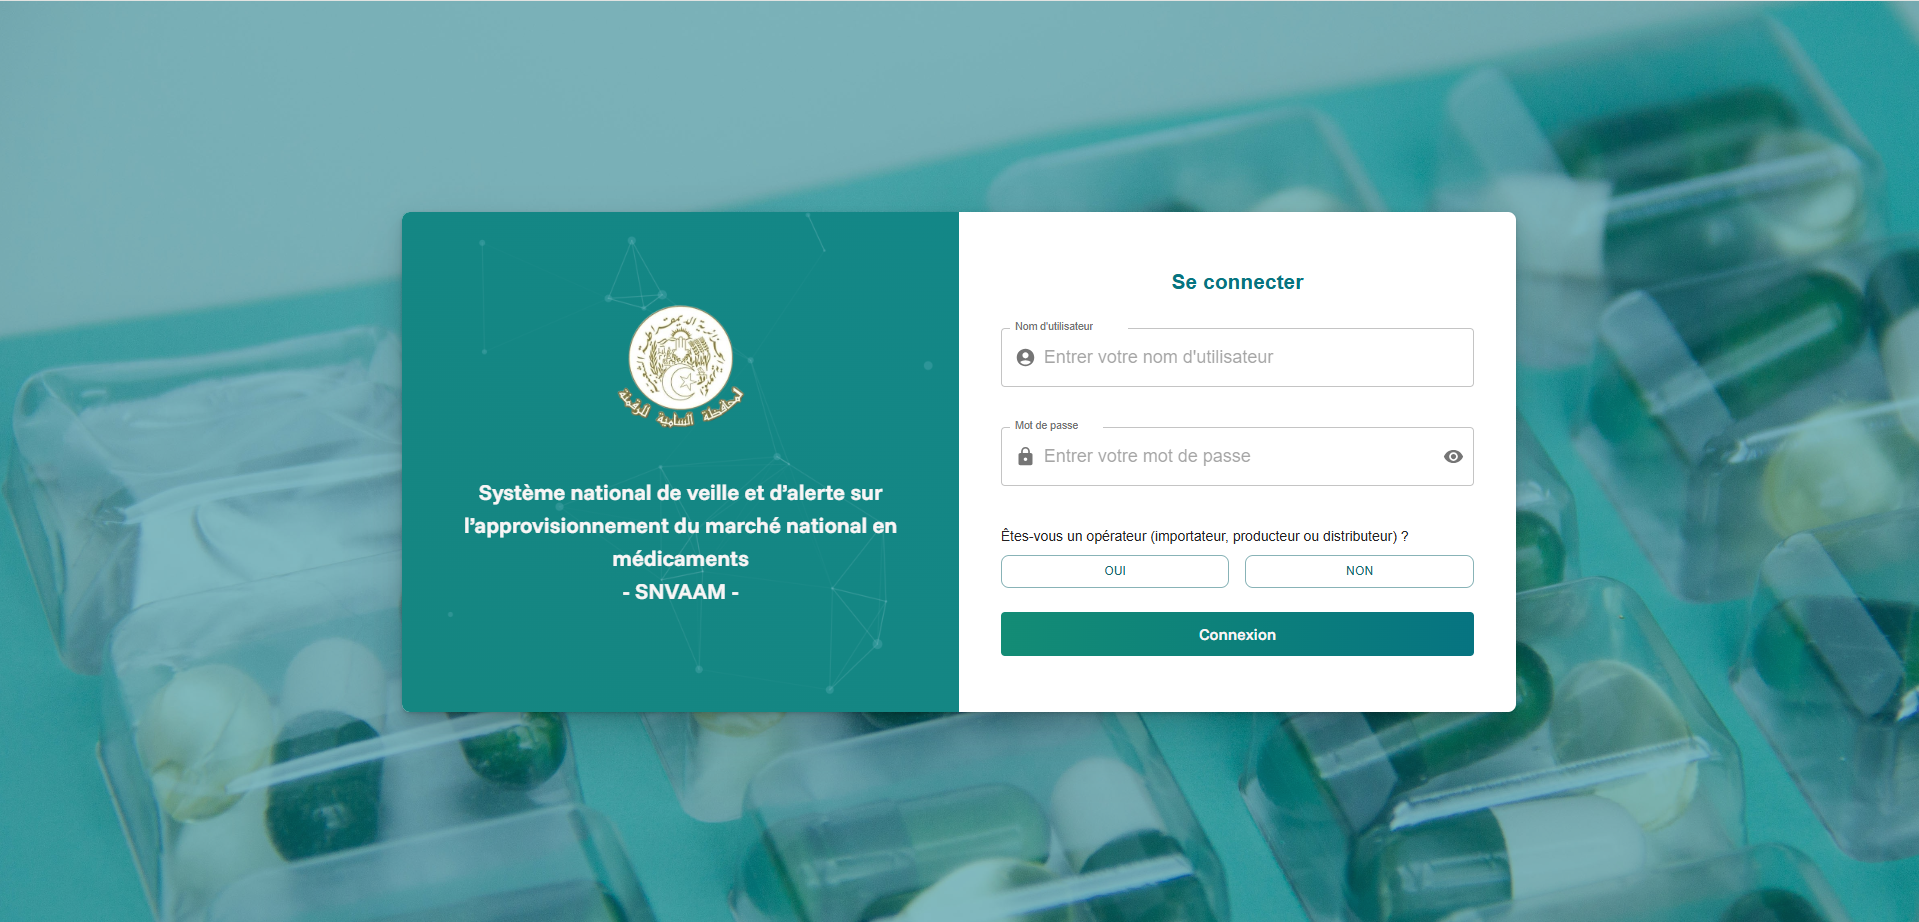 للمحافظة السامية للرقمنة
Système national de veille et d’alerte sur
l’approvisionnement du marché national en
médicaments
- SNVAAM -
Se connecter
Nom d'utilisateur
Entrer votre nom d'utilisateur
Mot de passe
Entrer votre mot de passe
Êtes-vous un opérateur (importateur, producteur ou distributeur) ?
OUI
NON
Connexion